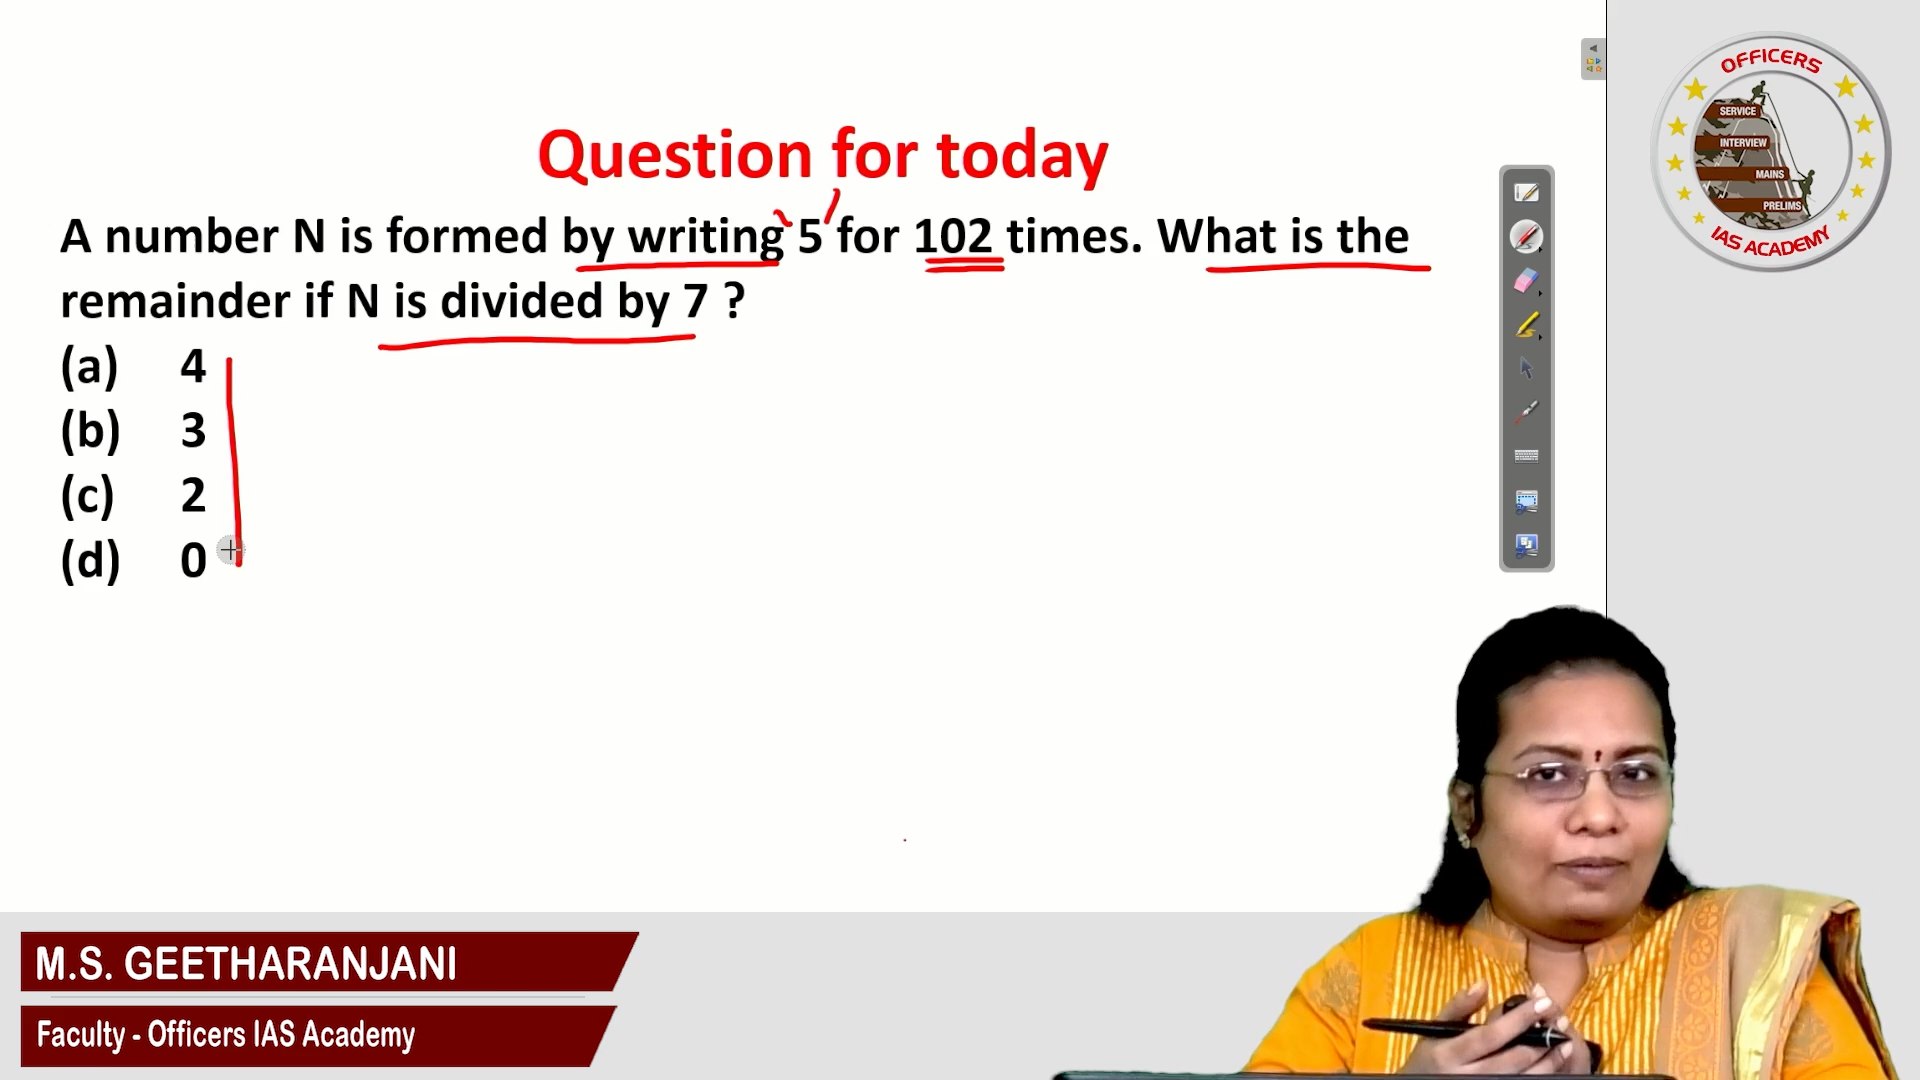 Question for today
A number N is formed by writing 5 for 102 times. What is the
remainder if N is divided by 7 ?
(a) 4
(b) 3
(c) 2
(d) 0
OFFICERS
SERVICE
INTERVIEW
MAINS
PRELIMS
IAS ACADEMY
M.S. GEETHARANJANI
Faculty - Officers IAS Academy